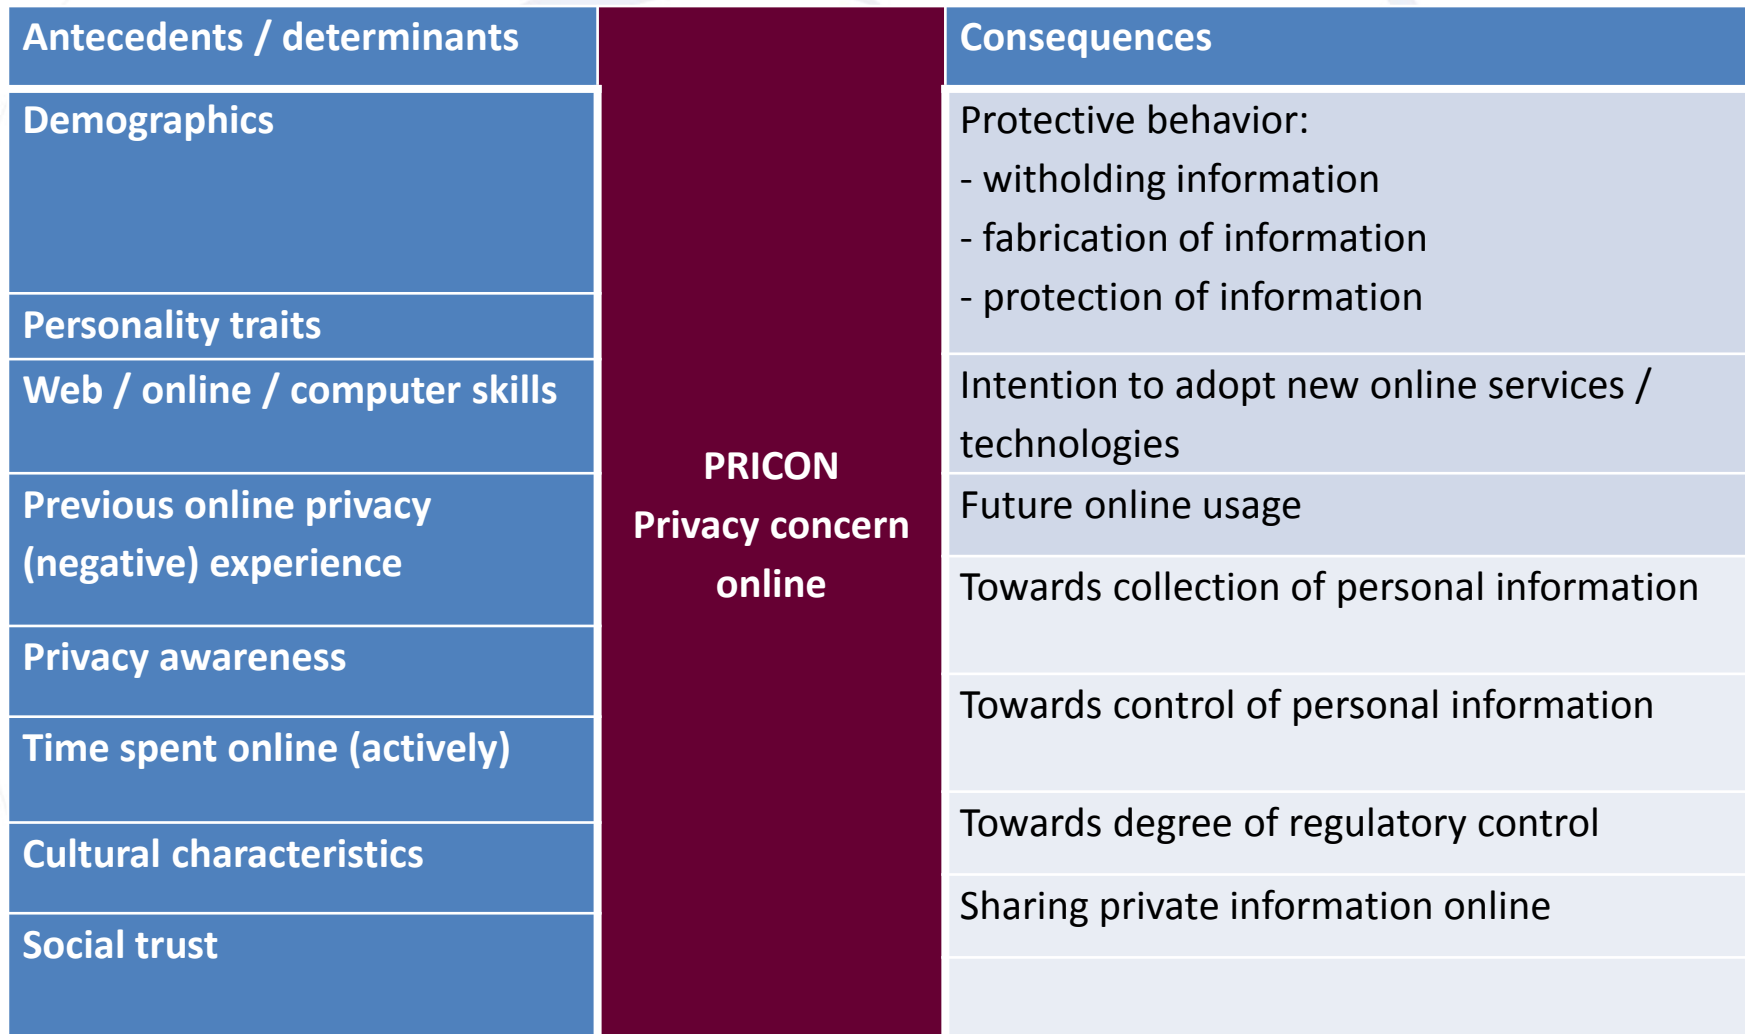 Antecedents / determinants
Demographics
Personality traits
Web / online / computer skills
Previous online privacy
(negative) experience
Privacy awareness
Time spent online (actively)
Cultural characteristics
Social trust
PRICON
Privacy concern
online
Consequences
Protective behavior:
- witholding information
- fabrication of information
- protection of information
Intention to adopt new online services /
technologies
Future online usage
Towards collection of personal information
Towards control of personal information
Towards degree of regulatory control
Sharing private information online